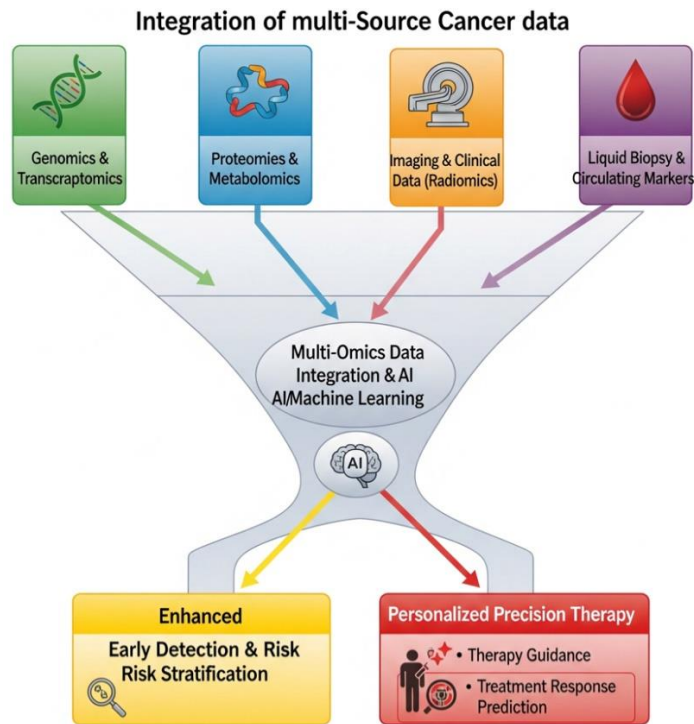 Integration of multi-Source Cancer data
Genomics &
Transcraptomics
Proteomies &
Metabolomics
Imaging & Clinical
Data (Radiomics)
Liquid Biopsy &
Circulating Markers
Multi-Omics Data
Integration & AI
AI/Machine Learning
AI
Enhanced
Early Detection & Risk
Risk Stratification
Personalized Precision Therapy
• Therapy Guidance
• Treatment Response
Prediction